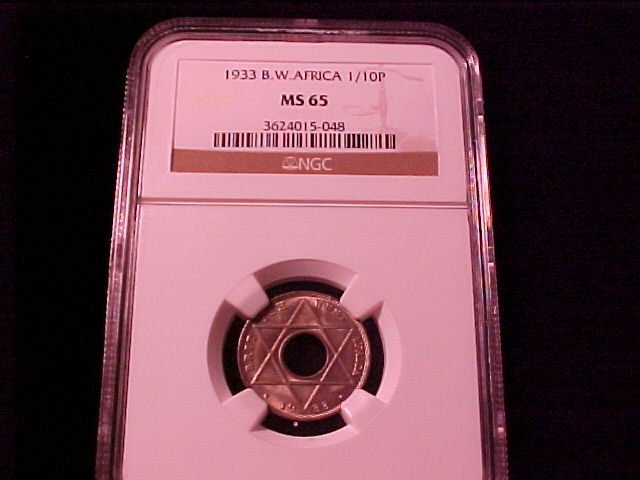 1933 B.W.AFRICA 1/10P
MS 65
3624015-048
NGC